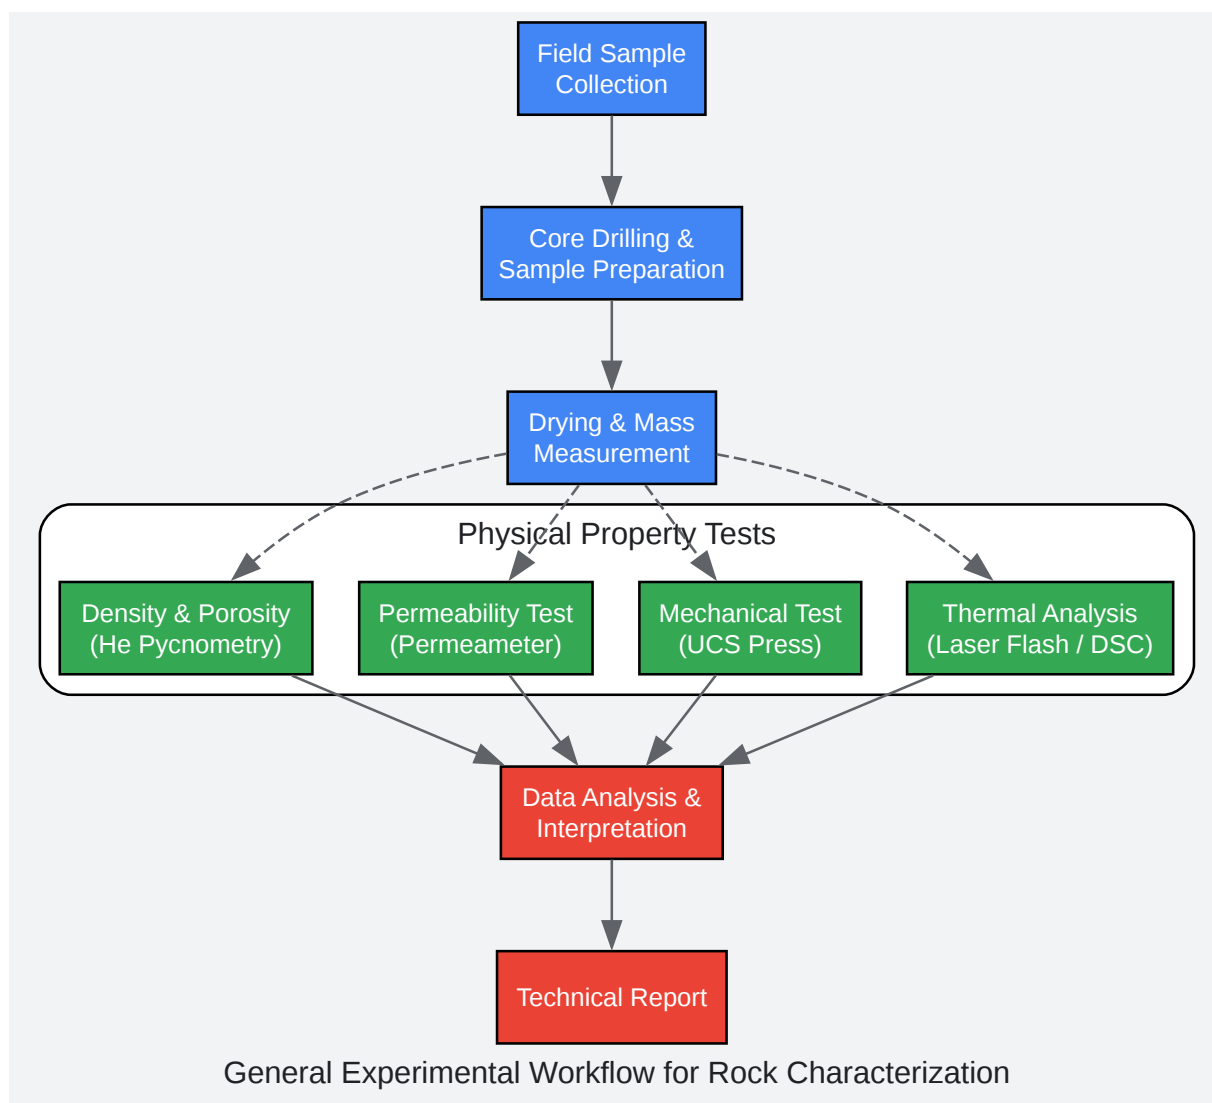 Field Sample
Collection
Core Drilling &
Sample Preparation
Drying & Mass
Measurement
Physical Property Tests
Density & Porosity
(He Pycnometry)
Permeability Test
(Permeameter)
Mechanical Test
(UCS Press)
Thermal Analysis
(Laser Flash / DSC)
Data Analysis &
Interpretation
Technical Report
General Experimental Workflow for Rock Characterization